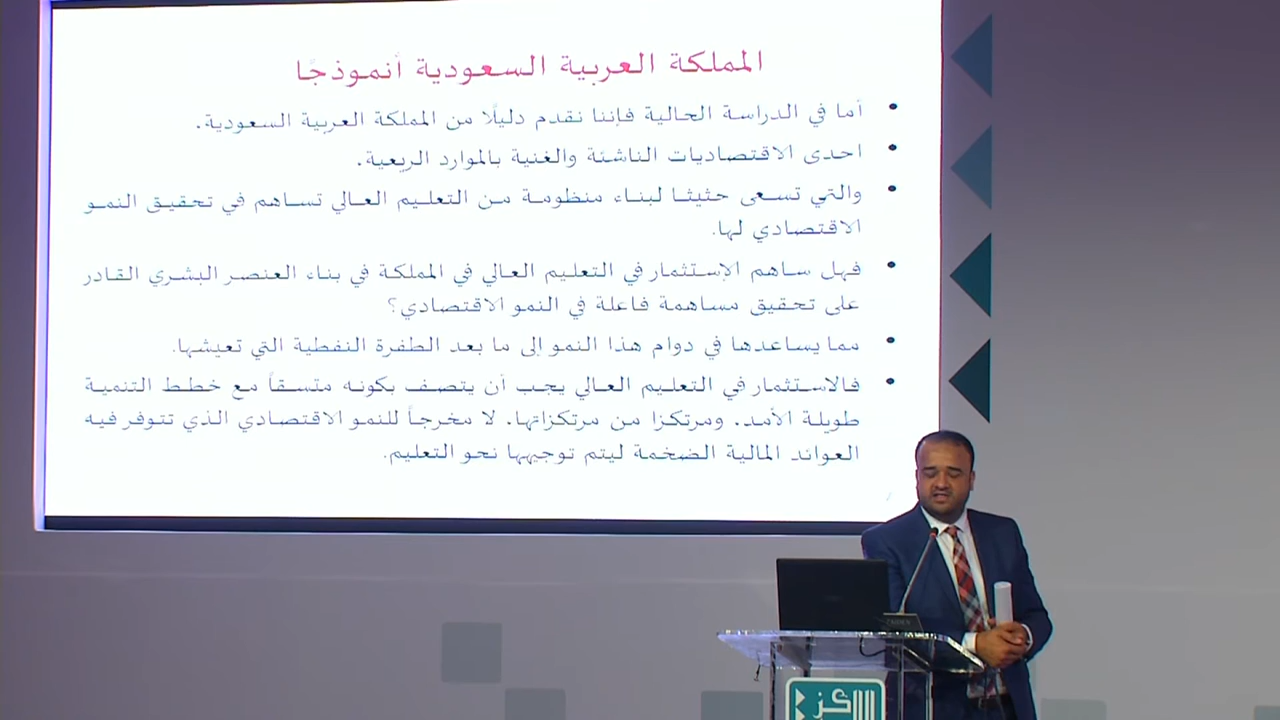 المملكة العربية السعودية أنموذجًا
• أما في الدراسة الحالية فإننا نقدم دليلًا من المملكة العربية السعودية.
• احدى الاقتصاديات الناشئة والغنية بالموارد الريعية.
• والتي تسعى حثيثا لبناء منظومة من التعليم العالي تساهم في تحقيق النمو
الاقتصادي لها.
• فهل ساهم الإستثمار في التعليم العالي في المملكة في بناء العنصر البشري القادر
على تحقيق مساهمة فاعلة في النمو الاقتصادي؟
• مما يساعدها في دوام هذا النمو إلى ما بعد الطفرة النفطية التي تعيشها.
• فالاستثمار في التعليم العالي يجب أن يتصف بكونه متسقاً مع خطط التنمية
طويلة الأمد. ومرتكزا من مرتكزاتها. لا مخرجاً للنمو الاقتصادي الذي تتوفر فيه
العوائد المالية الضخمة ليتم توجيهها نحو التعليم.